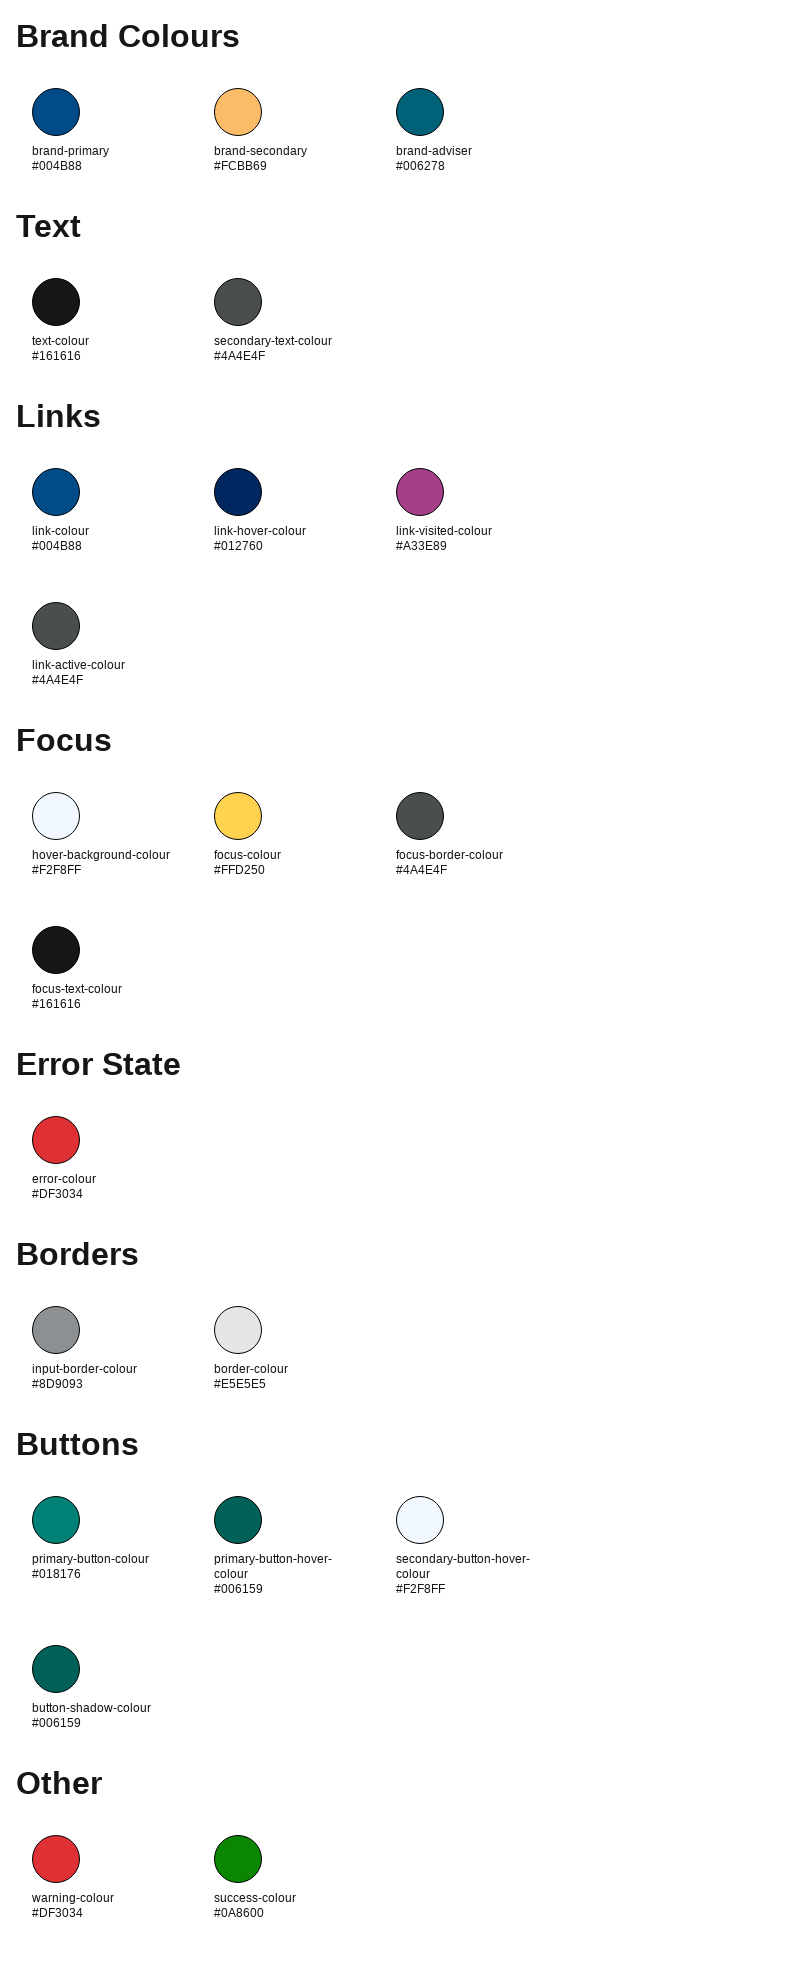 Brand Colours
brand-primary
#004B88
brand-secondary
#FCBB69
brand-adviser
#006278
Text
text-colour
#161616
secondary-text-colour
#4A4E4F
Links
link-colour
#004B88
link-hover-colour
#012760
link-visited-colour
#A33E89
link-active-colour
#4A4E4F
Focus
hover-background-colour
#F2F8FF
focus-colour
#FFD250
focus-border-colour
#4A4E4F
focus-text-colour
#161616
Error State
error-colour
#DF3034
Borders
input-border-colour
#8D9093
border-colour
#E5E5E5
Buttons
primary-button-colour
#018176
primary-button-hover-
colour
#006159
secondary-button-hover-
colour
#F2F8FF
button-shadow-colour
#006159
Other
warning-colour
#DF3034
success-colour
#0A8600